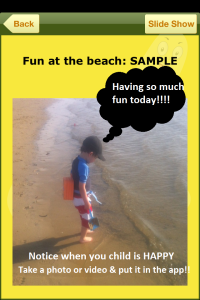 Back
Slide Show
Fun at the beach: SAMPLE
Having so much
fun today!!!!
Notice when you child is HAPPY
Take a photo or video & put it in the app!!